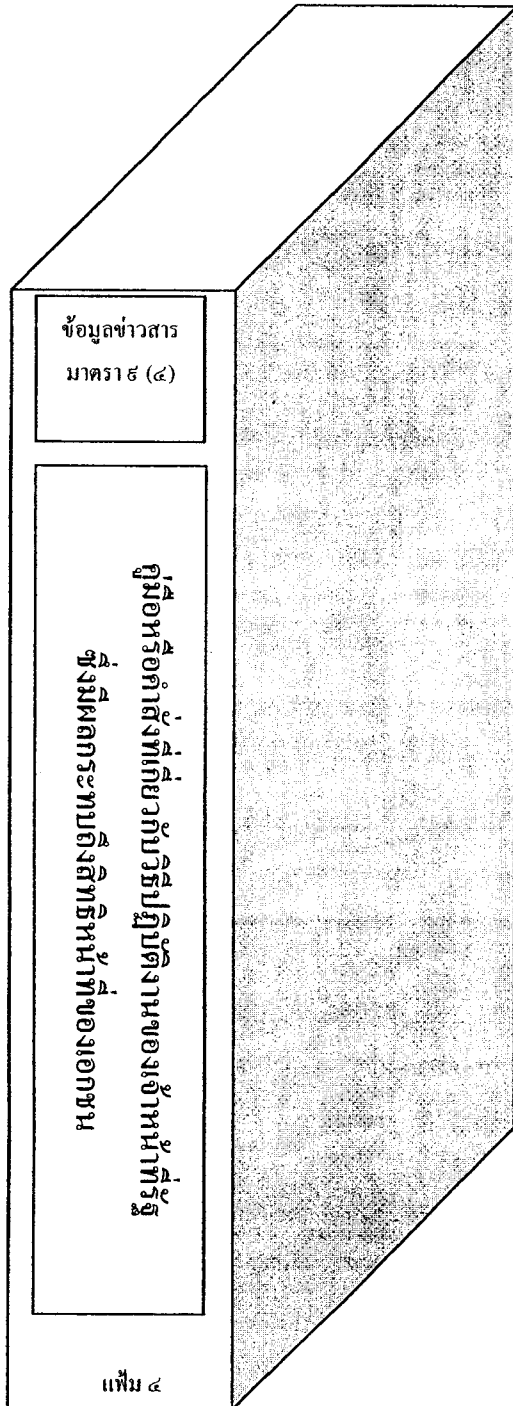 ข้อมูลข่าวสาร
มาตรา ๙ (๔)
คู่มือหรือคำสั่งที่เกี่ยวกับวิธีปฏิบัติงานของเจ้าหน้าที่รัฐ
ซึ่งมีผลกระทบถึงสิทธิหน้าที่ของเอกชน
แฟ้ม ๔